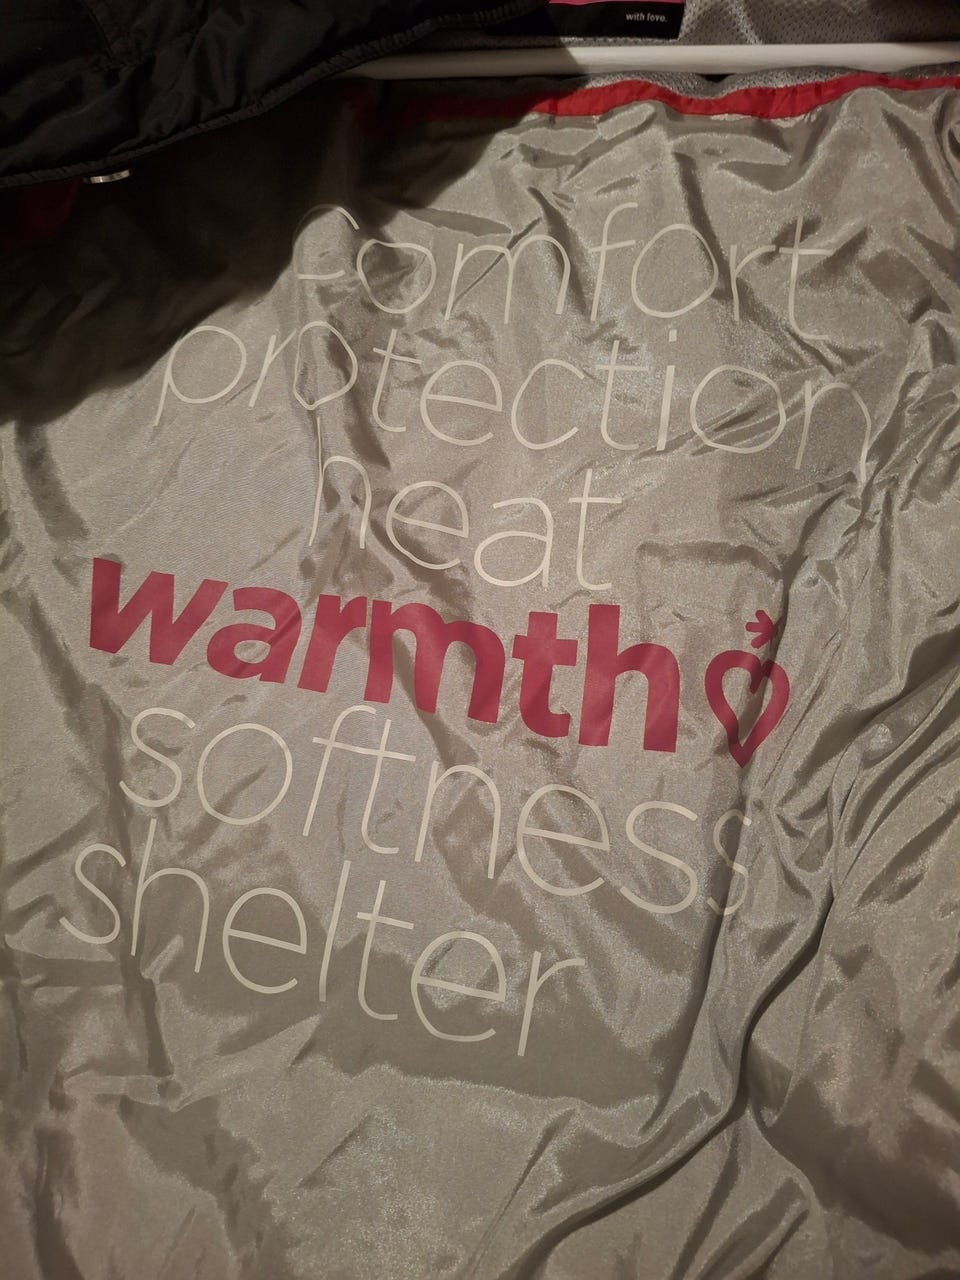 with love.
comfort
protection
heat
warmth
softness
shelter